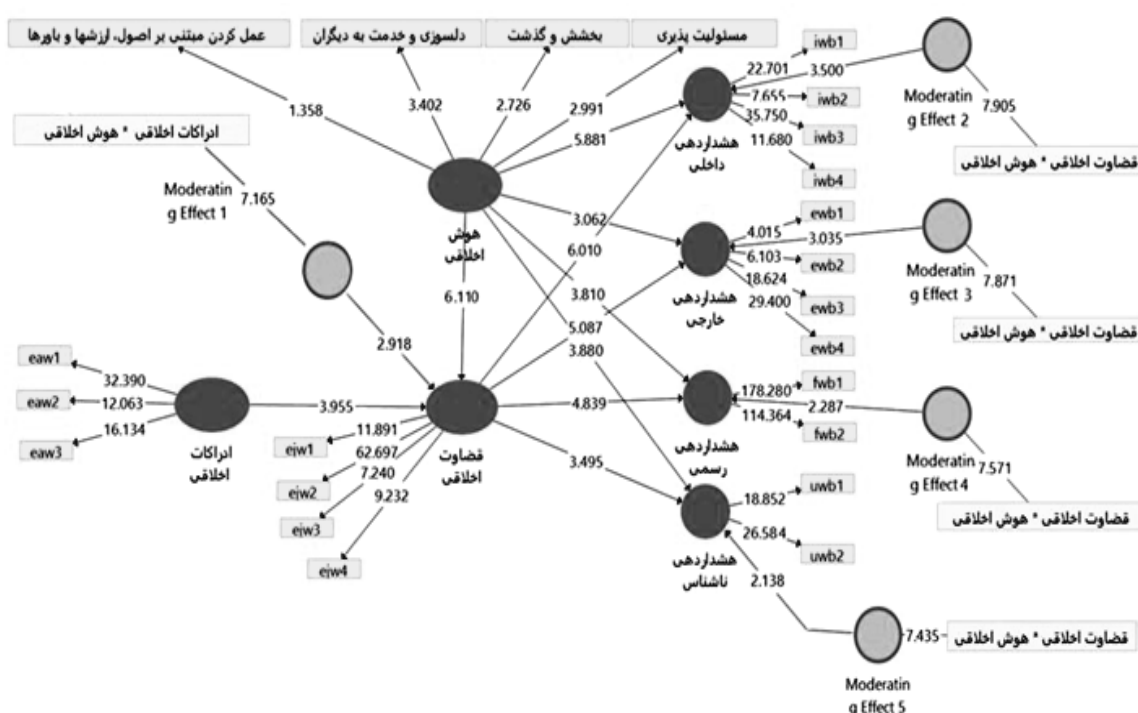 عمل کردن مبتنی بر اصول، ارزشها و باورها
دلسوزی و خدمت به دیگران
بخشش و گذشت
مسئولیت پذیری
1.358
3.402
2.726
2.991
5.881
ادراکات اخلاقی * هوش اخلاقی
7.165
Moderatin
g Effect 1
2.918
هوش
اخلاقی
6.110
3.062
3.810
3.880
eaw1
eaw2
eaw3
32.390
12.063
16.134
ادراکات
اخلاقی
3.955
قضاوت
اخلاقی
11.891
62.697
7.240
9.232
ejw1
ejw2
ejw3
ejw4
6.010
5.087
4.839
3.495
هشداردهی
داخلی
22.701
7.655
35.750
11.680
iwb1
iwb2
iwb3
iwb4
3.500
Moderatin
g Effect 2
7.905
قضاوت اخلاقی * هوش اخلاقی
هشداردهی
خارجی
4.015
6.103
18.624
29.400
ewb1
ewb2
ewb3
ewb4
3.035
Moderatin
g Effect 3
7.871
قضاوت اخلاقی * هوش اخلاقی
هشداردهی
رسمی
178.280
114.364
fwb1
fwb2
2.287
Moderatin
g Effect 4
7.571
قضاوت اخلاقی * هوش اخلاقی
هشداردهی
ناشناس
18.852
26.584
uwb1
uwb2
2.138
7.435
قضاوت اخلاقی * هوش اخلاقی
Moderatin
g Effect 5